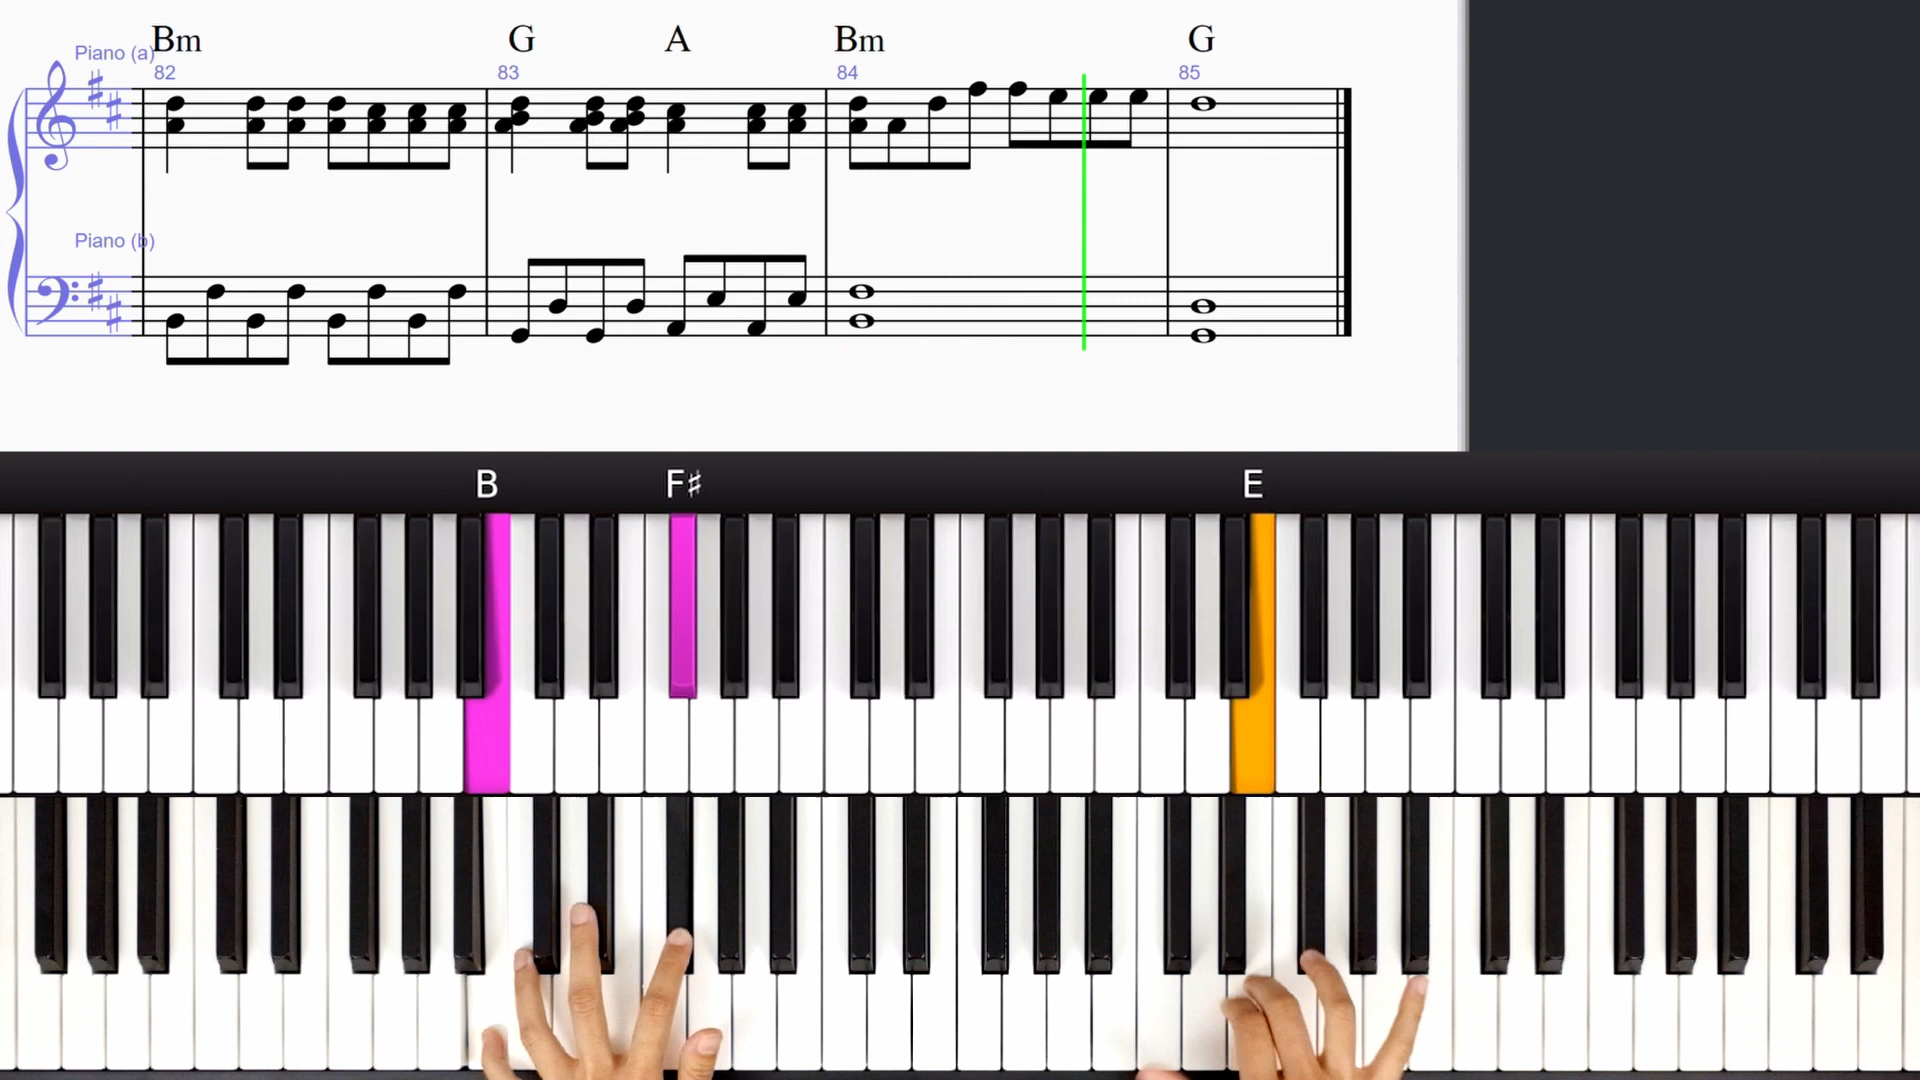 Bm G A Bm G
Piano (a)
82 83 84 85
Piano (b)
B F♯ E